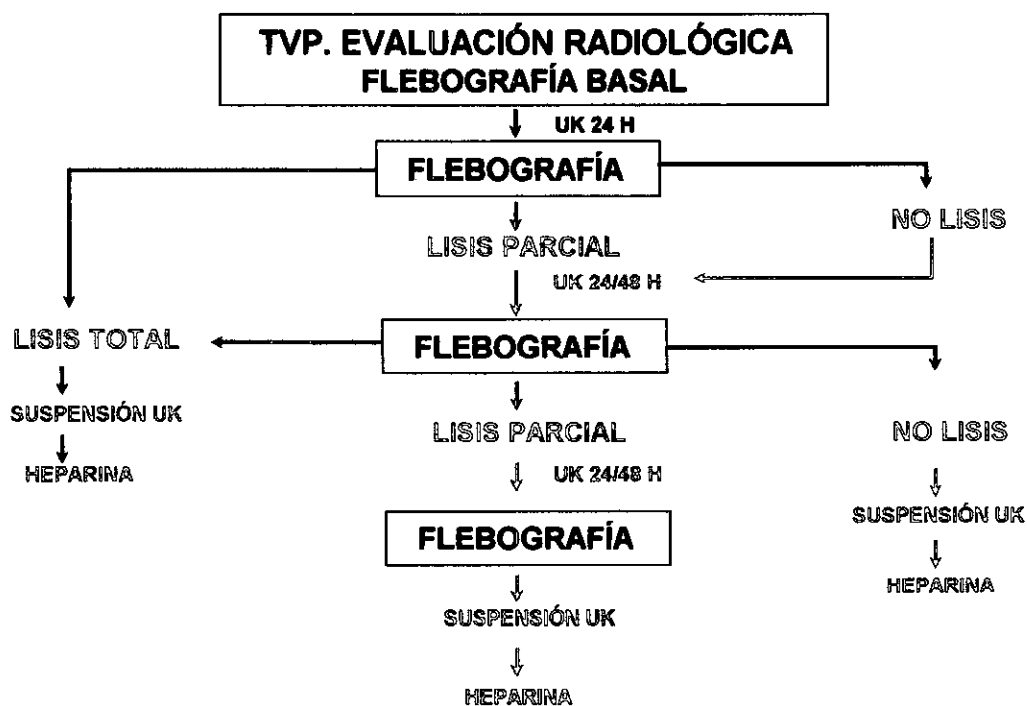 TVP. EVALUACIÓN RADIOLÓGICA
FLEBOGRAFÍA BASAL
UK 24 H
FLEBOGRAFÍA
NO LISIS
LISIS PARCIAL
UK 24/48 H
LISIS TOTAL
FLEBOGRAFÍA
SUSPENSIÓN UK
LISIS PARCIAL
NO LISIS
HEPARINA
UK 24/48 H
SUSPENSIÓN UK
FLEBOGRAFÍA
HEPARINA
SUSPENSIÓN UK
HEPARINA